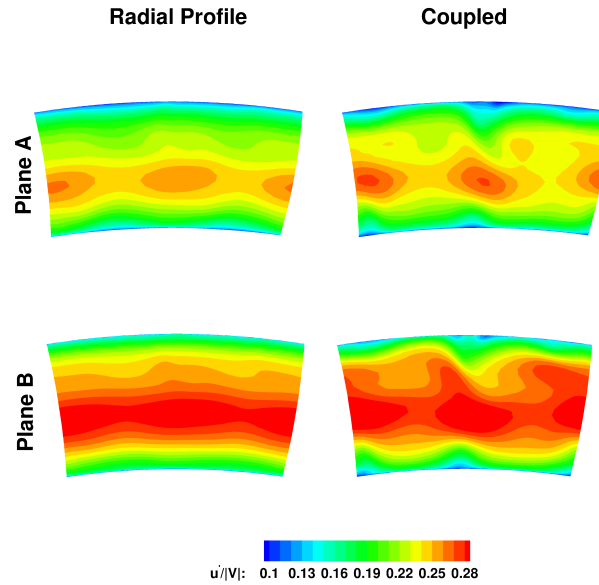 Radial Profile
Coupled
Plane A
Plane B
u'/|V|: 0.1 0.13 0.16 0.19 0.22 0.25 0.28